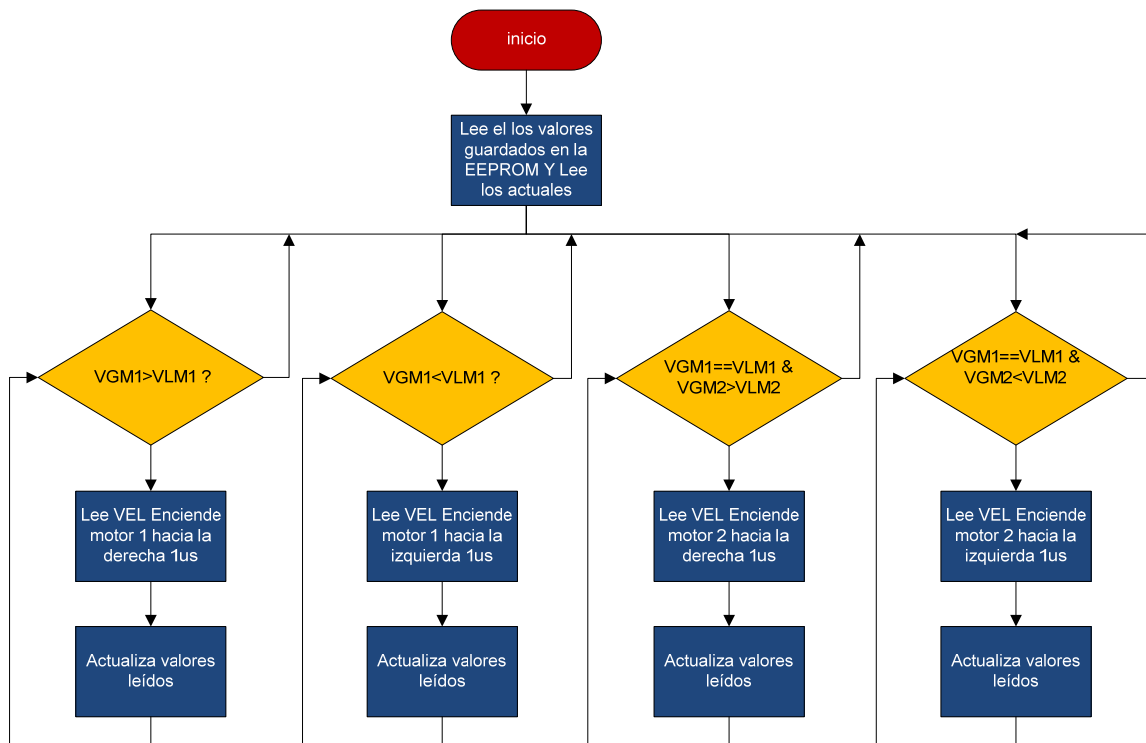 inicio
Lee el los valores
guardados en la
EEPROM Y Lee
los actuales
VGM1>VLM1 ?
VGM1<VLM1 ?
VGM1==VLM1 &
VGM2>VLM2
VGM1==VLM1 &
VGM2<VLM2
Lee VEL Enciende
motor 1 hacia la
derecha 1us
Lee VEL Enciende
motor 1 hacia la
izquierda 1us
Lee VEL Enciende
motor 2 hacia la
derecha 1us
Lee VEL Enciende
motor 2 hacia la
izquierda 1us
Actualiza valores
leídos
Actualiza valores
leídos
Actualiza valores
leídos
Actualiza valores
leídos